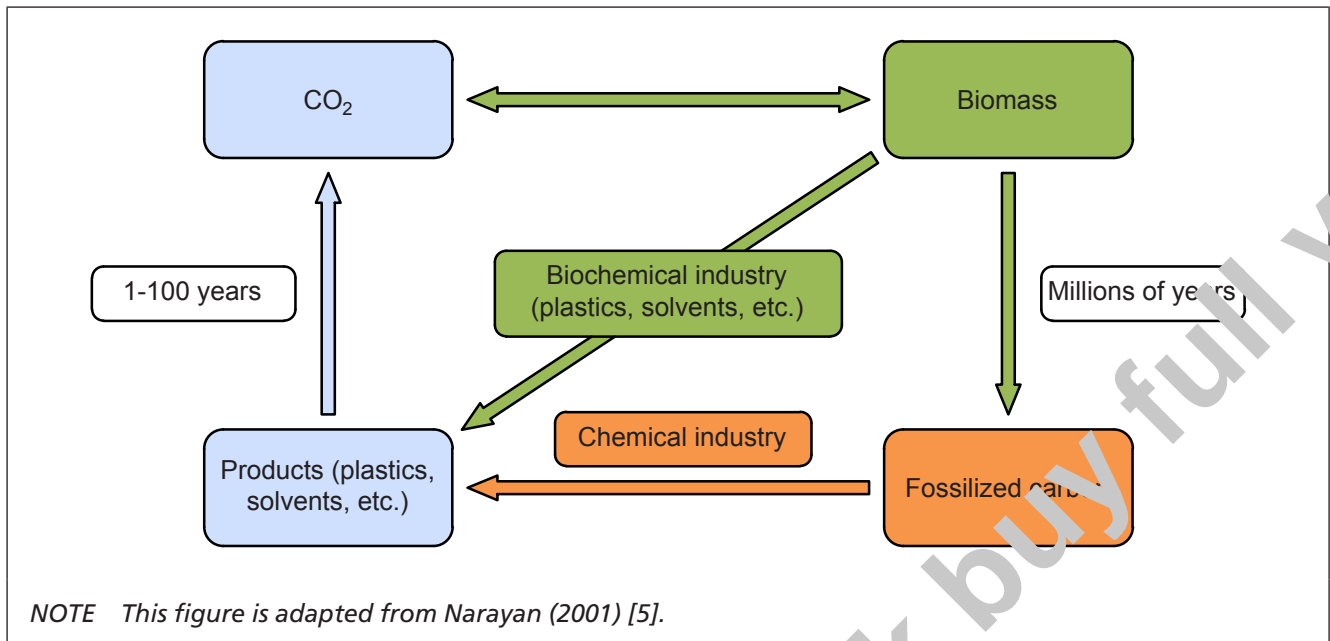 CO₂
Biomass
1-100 years
Biochemical industry
(plastics, solvents, etc.)
Millions of years
Chemical industry
Products (plastics,
solvents, etc.)
Fossilized
NOTE This figure is adapted from Narayan (2001) [5].
buy full